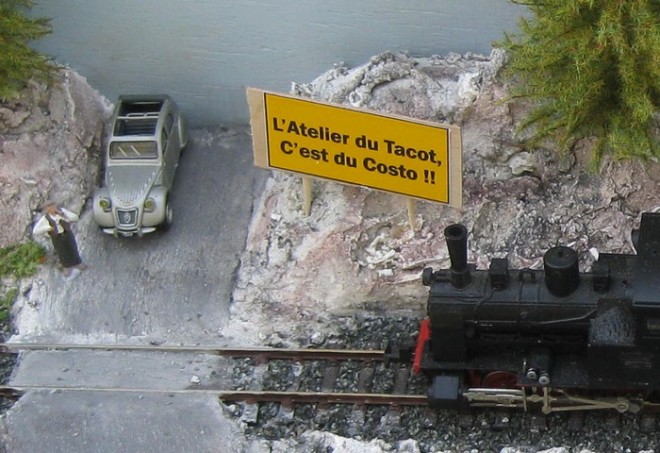 L'Atelier du Tacot,
C'est du Costo !!